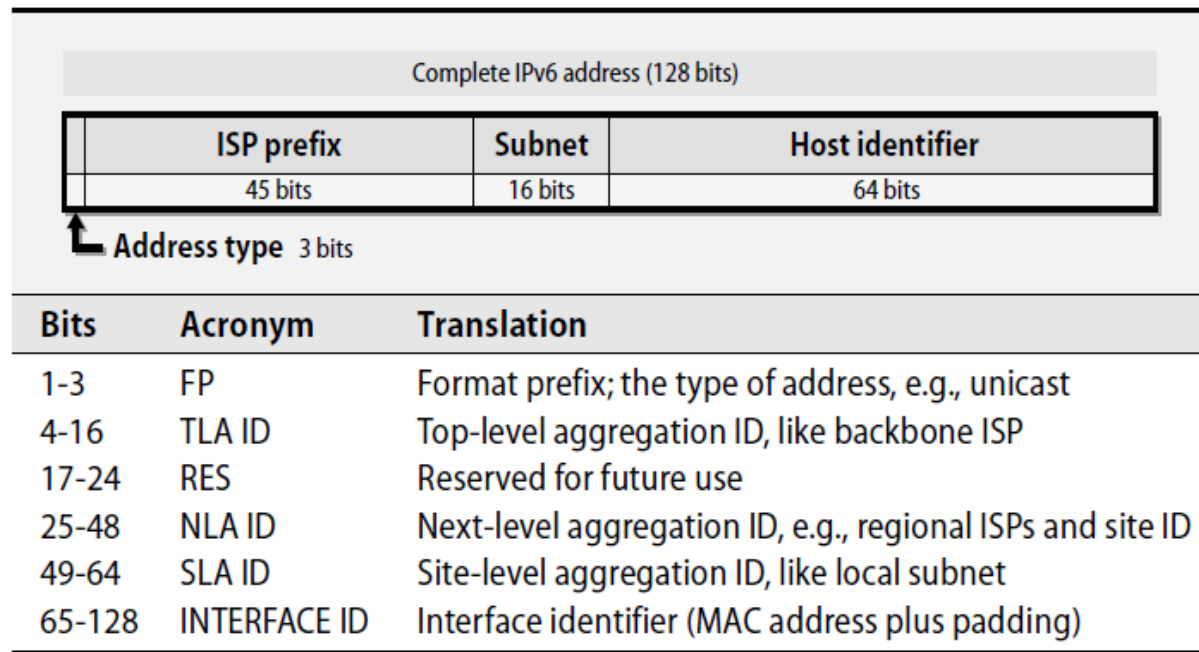 Complete IPv6 address (128 bits)
ISP prefix Subnet Host identifier
45 bits 16 bits 64 bits
Address type 3 bits
Bits Acronym Translation
1-3 FP Format prefix; the type of address, e.g., unicast
4-16 TLA ID Top-level aggregation ID, like backbone ISP
17-24 RES Reserved for future use
25-48 NLA ID Next-level aggregation ID, e.g., regional ISPs and site ID
49-64 SLA ID Site-level aggregation ID, like local subnet
65-128 INTERFACE ID Interface identifier (MAC address plus padding)